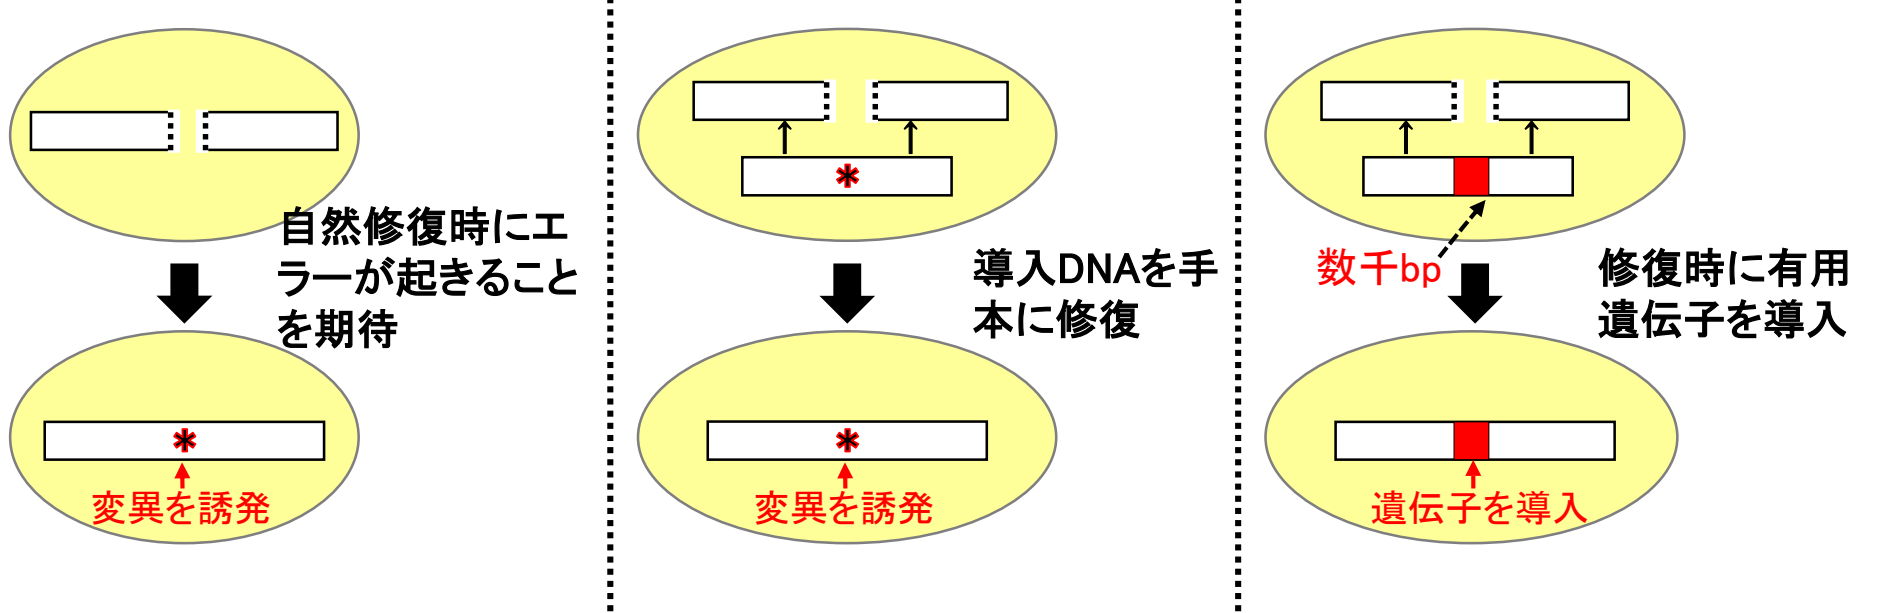 自然修復時にエ
ラーが起きること
を期待
*
変異を誘発
*
導入DNAを手
本に修復
*
変異を誘発
数千bp
修復時に有用
遺伝子を導入
遺伝子を導入